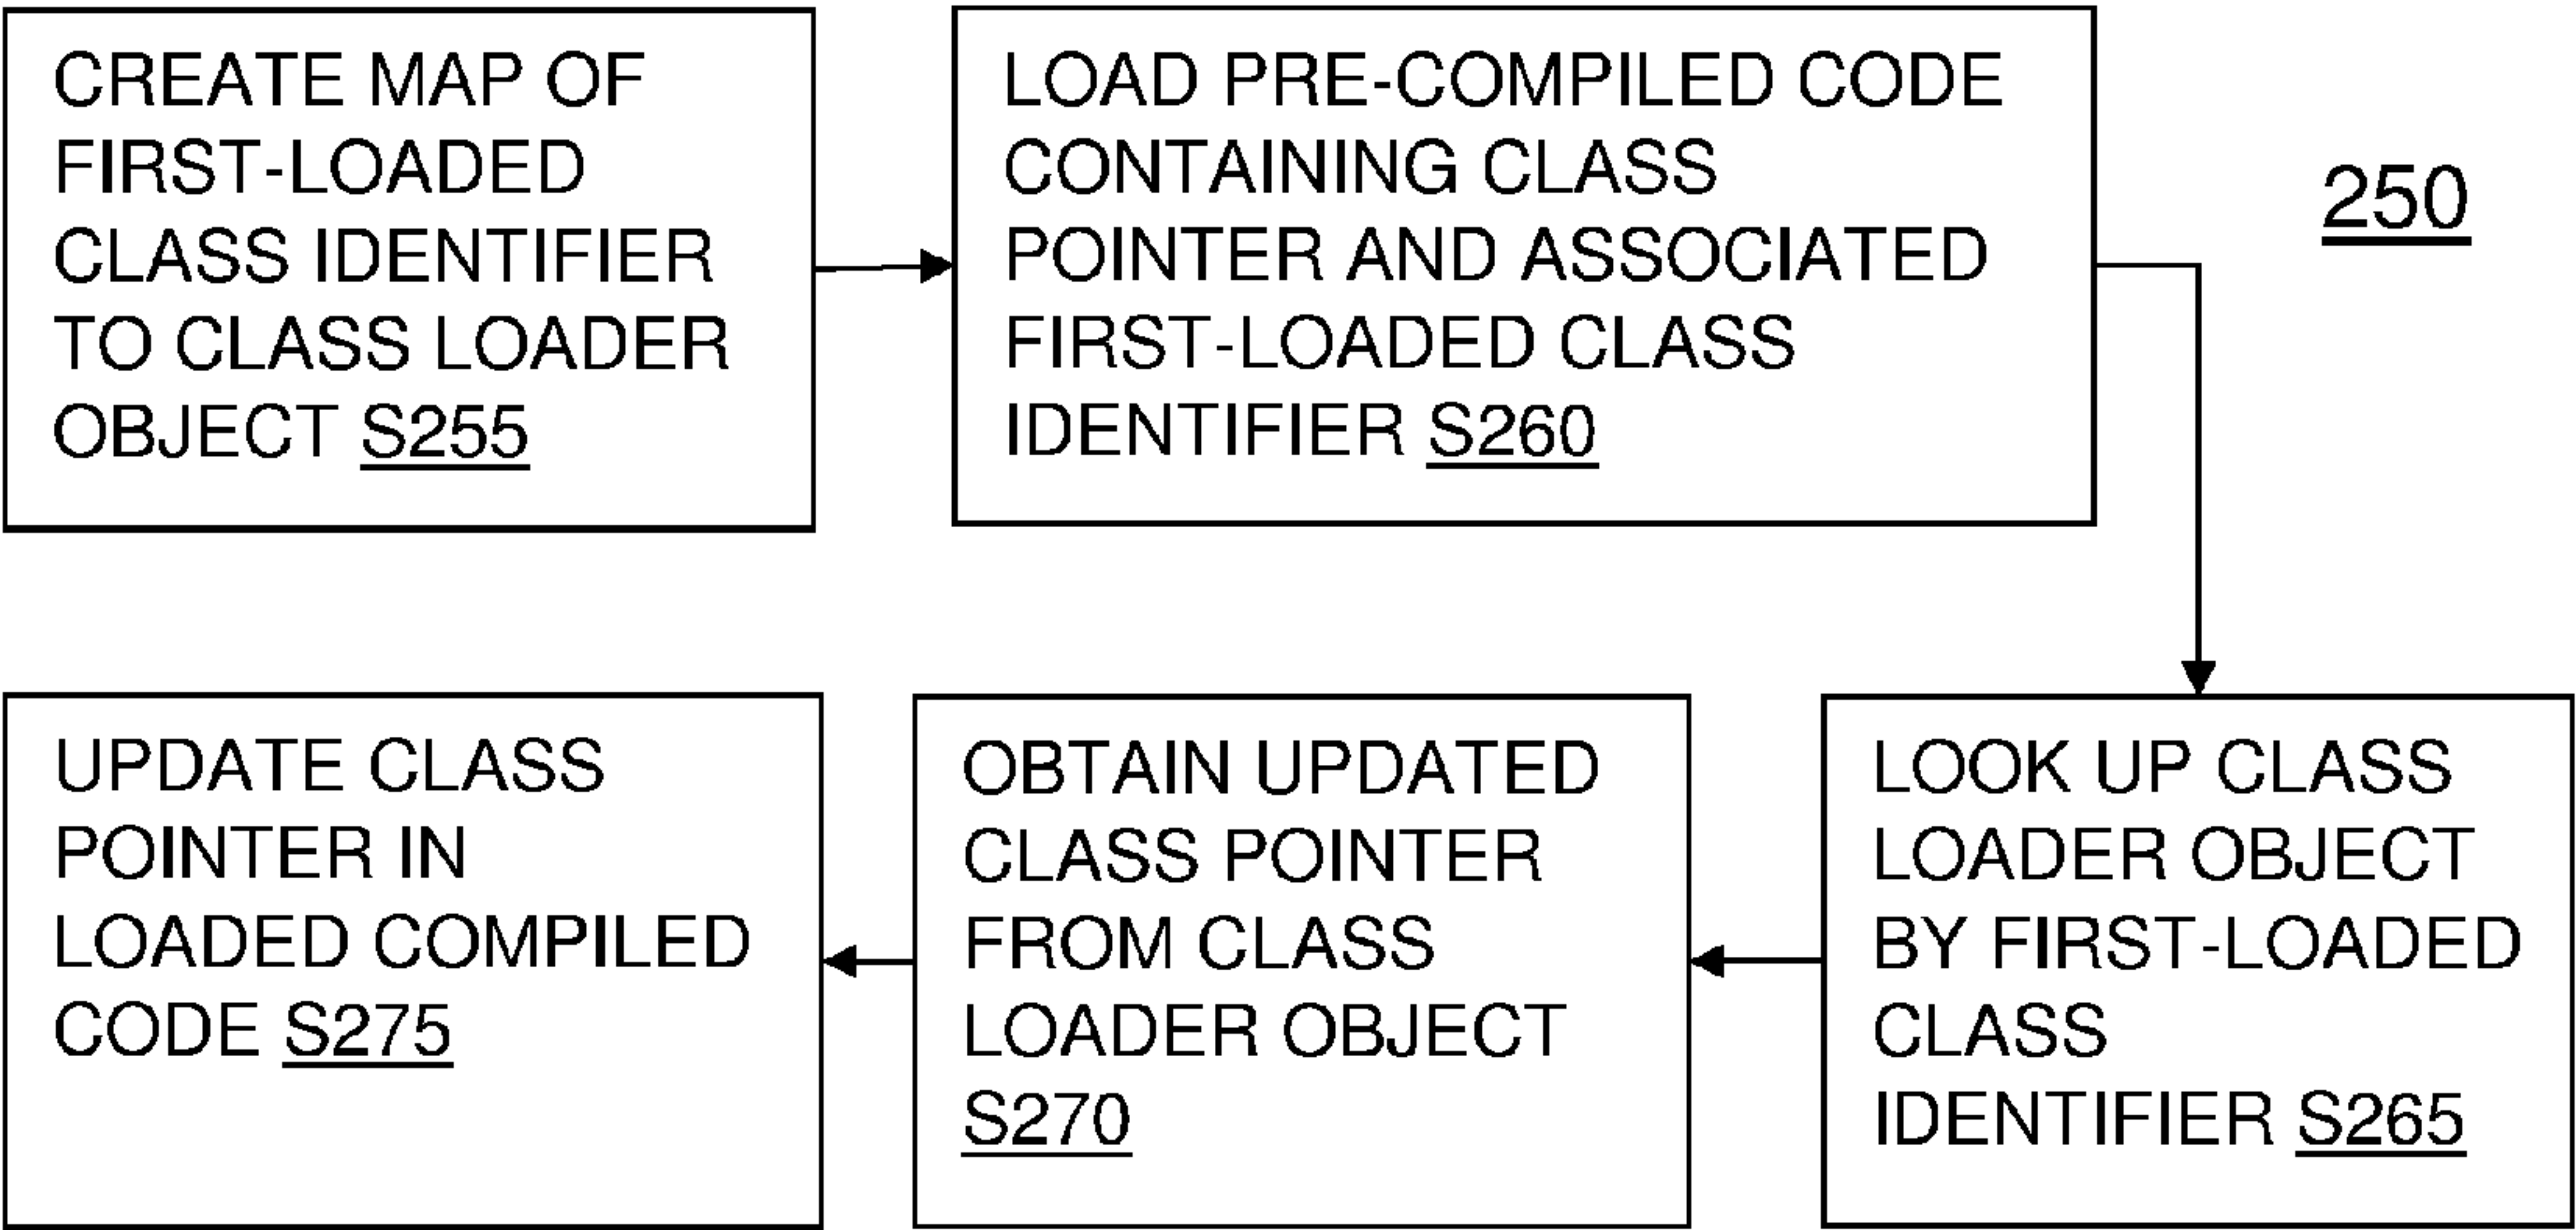 CREATE MAP OF
FIRST-LOADED
CLASS IDENTIFIER
TO CLASS LOADER
OBJECT S255
LOAD PRE-COMPILED CODE
CONTAINING CLASS
POINTER AND ASSOCIATED
FIRST-LOADED CLASS
IDENTIFIER S260
250
LOOK UP CLASS
LOADER OBJECT
BY FIRST-LOADED
CLASS
IDENTIFIER S265
OBTAIN UPDATED
CLASS POINTER
FROM CLASS
LOADER OBJECT
S270
UPDATE CLASS
POINTER IN
LOADED COMPILED
CODE S275